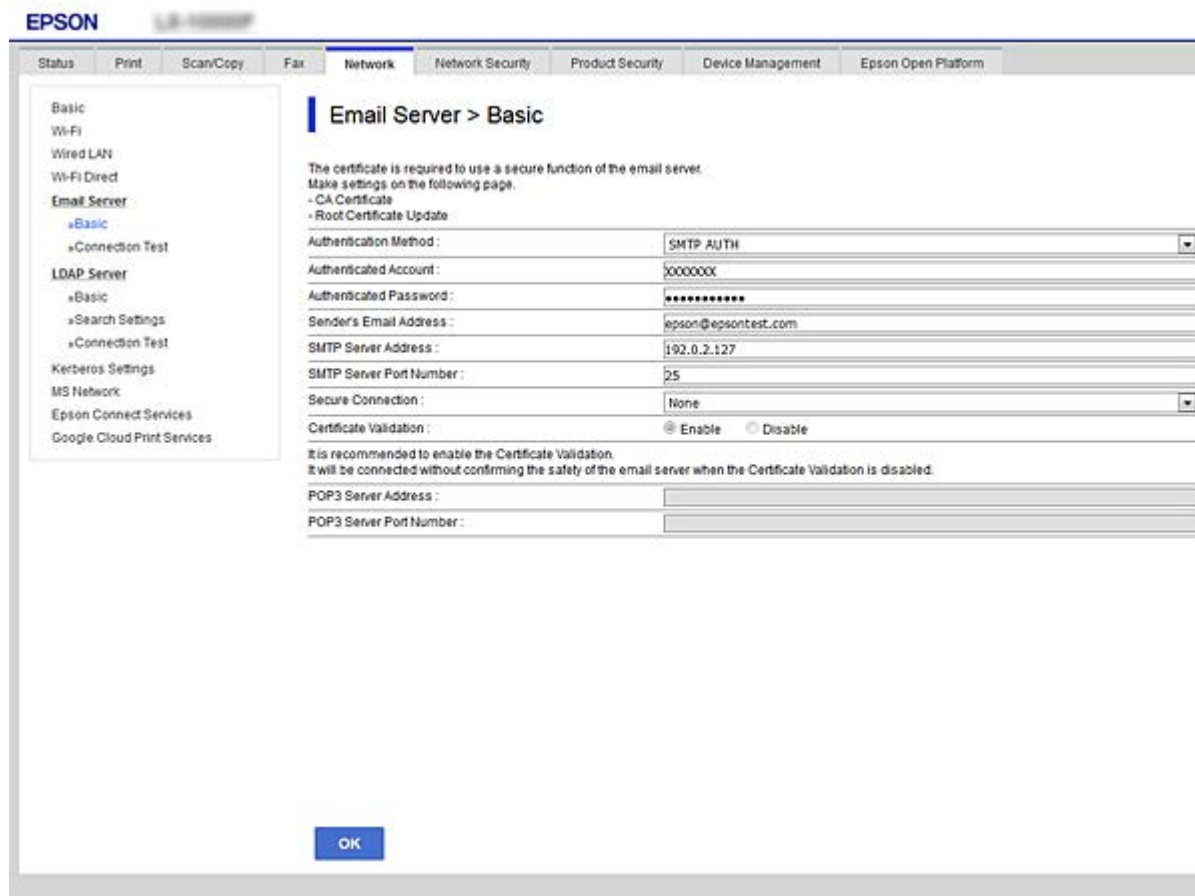 EPSON
Status Print Scan/Copy Fax Network Network Security Product Security Device Management Epson Open Platform
Basic
Wi-Fi
Wired LAN
Wi-Fi Direct
Email Server
»Basic
»Connection Test
LDAP Server
»Basic
»Search Settings
»Connection Test
Kerberos Settings
MS Network
Epson Connect Services
Google Cloud Print Services
Email Server > Basic
The certificate is required to use a secure function of the email server.
Make settings on the following page.
- CA Certificate
- Root Certificate Update
Authentication Method : SMTP AUTH
Authenticated Account : XXXXXXX
Authenticated Password : •••••••••••
Sender's Email Address : epson@epsontest.com
SMTP Server Address : 192.0.2.127
SMTP Server Port Number : 25
Secure Connection : None
Certificate Validation : Enable Disable
It is recommended to enable the Certificate Validation.
It will be connected without confirming the safety of the email server when the Certificate Validation is disabled.
POP3 Server Address :
POP3 Server Port Number :
OK